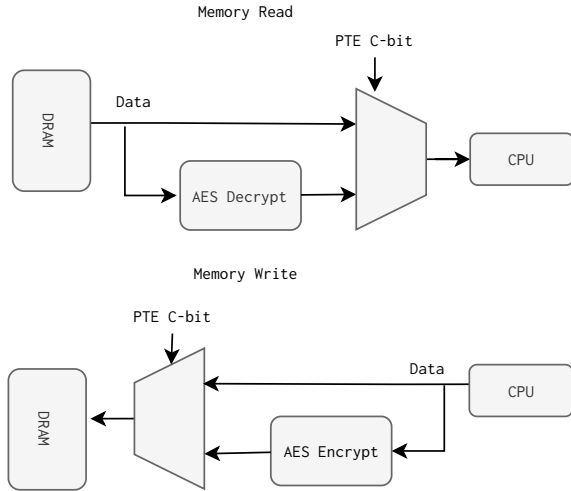 Memory Read
PTE C-bit
Data
DRAM
CPU
AES Decrypt
Memory Write
PTE C-bit
Data
CPU
DRAM
AES Encrypt